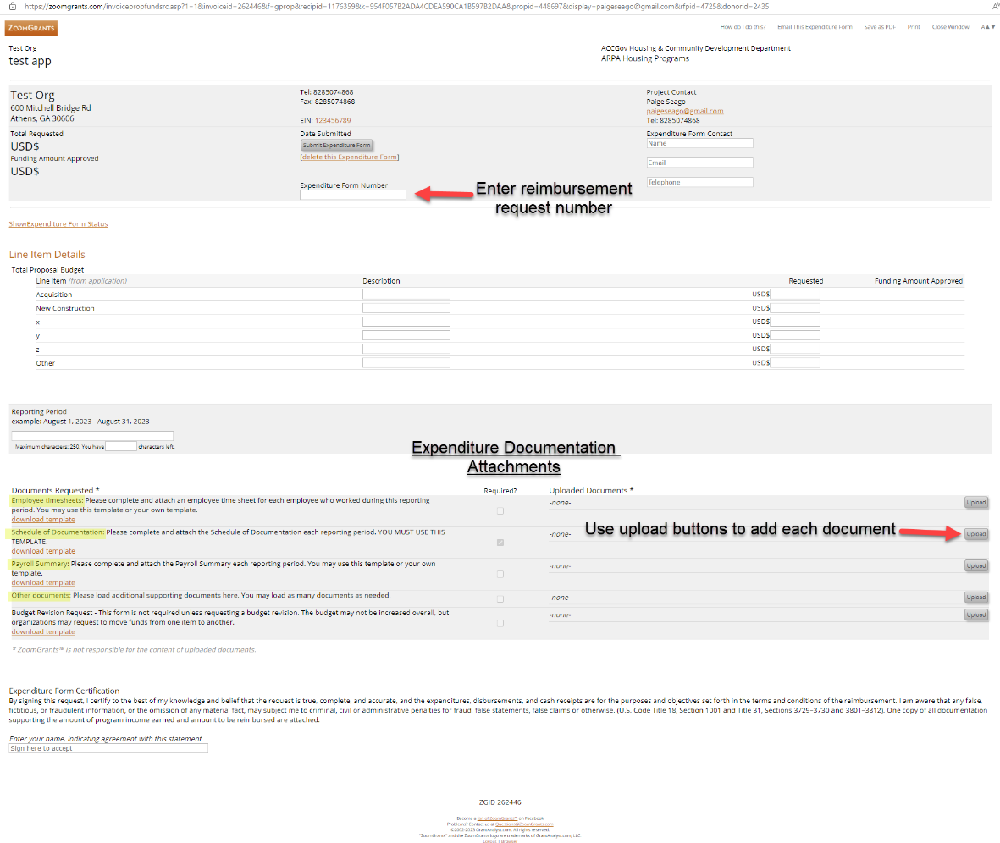 https://zoomgrants.com/invoicepropfundsrc.asp?1=1&invoiceid=262446&f=gprop&recipid=1176359&k=954F057B2ADA4CDEA590CA1B597B2DAA&propid=448697&display=paigeseago@gmail.com&rfpid=4725&donorid=2435
ZOOMGRANTS
How do I do this? Email This Expenditure Form Save as PDF Print Close Window A▲▼
Test Org
test app
ACCGov Housing & Community Development Department
ARPA Housing Programs
Test Org
600 Mitchell Bridge Rd
Athens, GA 30606
Tel: 8285074868
Fax: 8285074868
EIN: 123456789
Project Contact
Paige Seago
paigeseago@gmail.com
Tel: 8285074868
Total Requested
USD$
Funding Amount Approved
USD$
Date Submitted
Submit Expenditure Form
[delete this Expenditure Form]
Expenditure Form Number
Expenditure Form Contact
Name
Email
Telephone
Enter reimbursement
request number
ShowExpenditure Form Status
Line Item Details
Total Proposal Budget
Line Item (from application) Description Requested Funding Amount Approved
Acquisition USD$
New Construction USD$
x USD$
y USD$
z USD$
Other USD$
Reporting Period
example: August 1, 2023 - August 31, 2023
Maximum characters: 250. You have characters left.
Expenditure Documentation
Attachments
Documents Requested * Required? Uploaded Documents *
Employee timesheets: Please complete and attach an employee time sheet for each employee who worked during this reporting
period. You may use this template or your own template.
download template
-none- Upload
Schedule of Documentation: Please complete and attach the Schedule of Documentation each reporting period. YOU MUST USE THIS
TEMPLATE.
download template
-none- Upload
Use upload buttons to add each document
Payroll Summary: Please complete and attach the Payroll Summary each reporting period. You may use this template or your own
template.
download template
-none- Upload
Other documents: Please load additional supporting documents here. You may load as many documents as needed.
-none- Upload
Budget Revision Request - This form is not required unless requesting a budget revision. The budget may not be increased overall, but
organizations may request to move funds from one item to another.
download template
-none- Upload
* ZoomGrants™ is not responsible for the content of uploaded documents.
Expenditure Form Certification
By signing this request, I certify to the best of my knowledge and belief that the request is true, complete, and accurate, and the expenditures, disbursements, and cash receipts are for the purposes and objectives set forth in the terms and conditions of the reimbursement. I am aware that any false,
fictitious, or fraudulent information, or the omission of any material fact, may subject me to criminal, civil or administrative penalties for fraud, false statements, false claims or otherwise. (U.S. Code Title 18, Section 1001 and Title 31, Sections 3729–3730 and 3801–3812). One copy of all documentation
supporting the amount of program income earned and amount to be reimbursed are attached.
Enter your name, indicating agreement with this statement
Sign here to accept
ZGID 262446
Become a fan of ZoomGrants™ on Facebook
Problems? Contact us at Questions@ZoomGrants.com
©2002-2023 GrantAnalyst.com. All rights reserved.
"ZoomGrants" and the ZoomGrants logo are trademarks of GrantAnalyst.com, LLC.
Logout | Browser